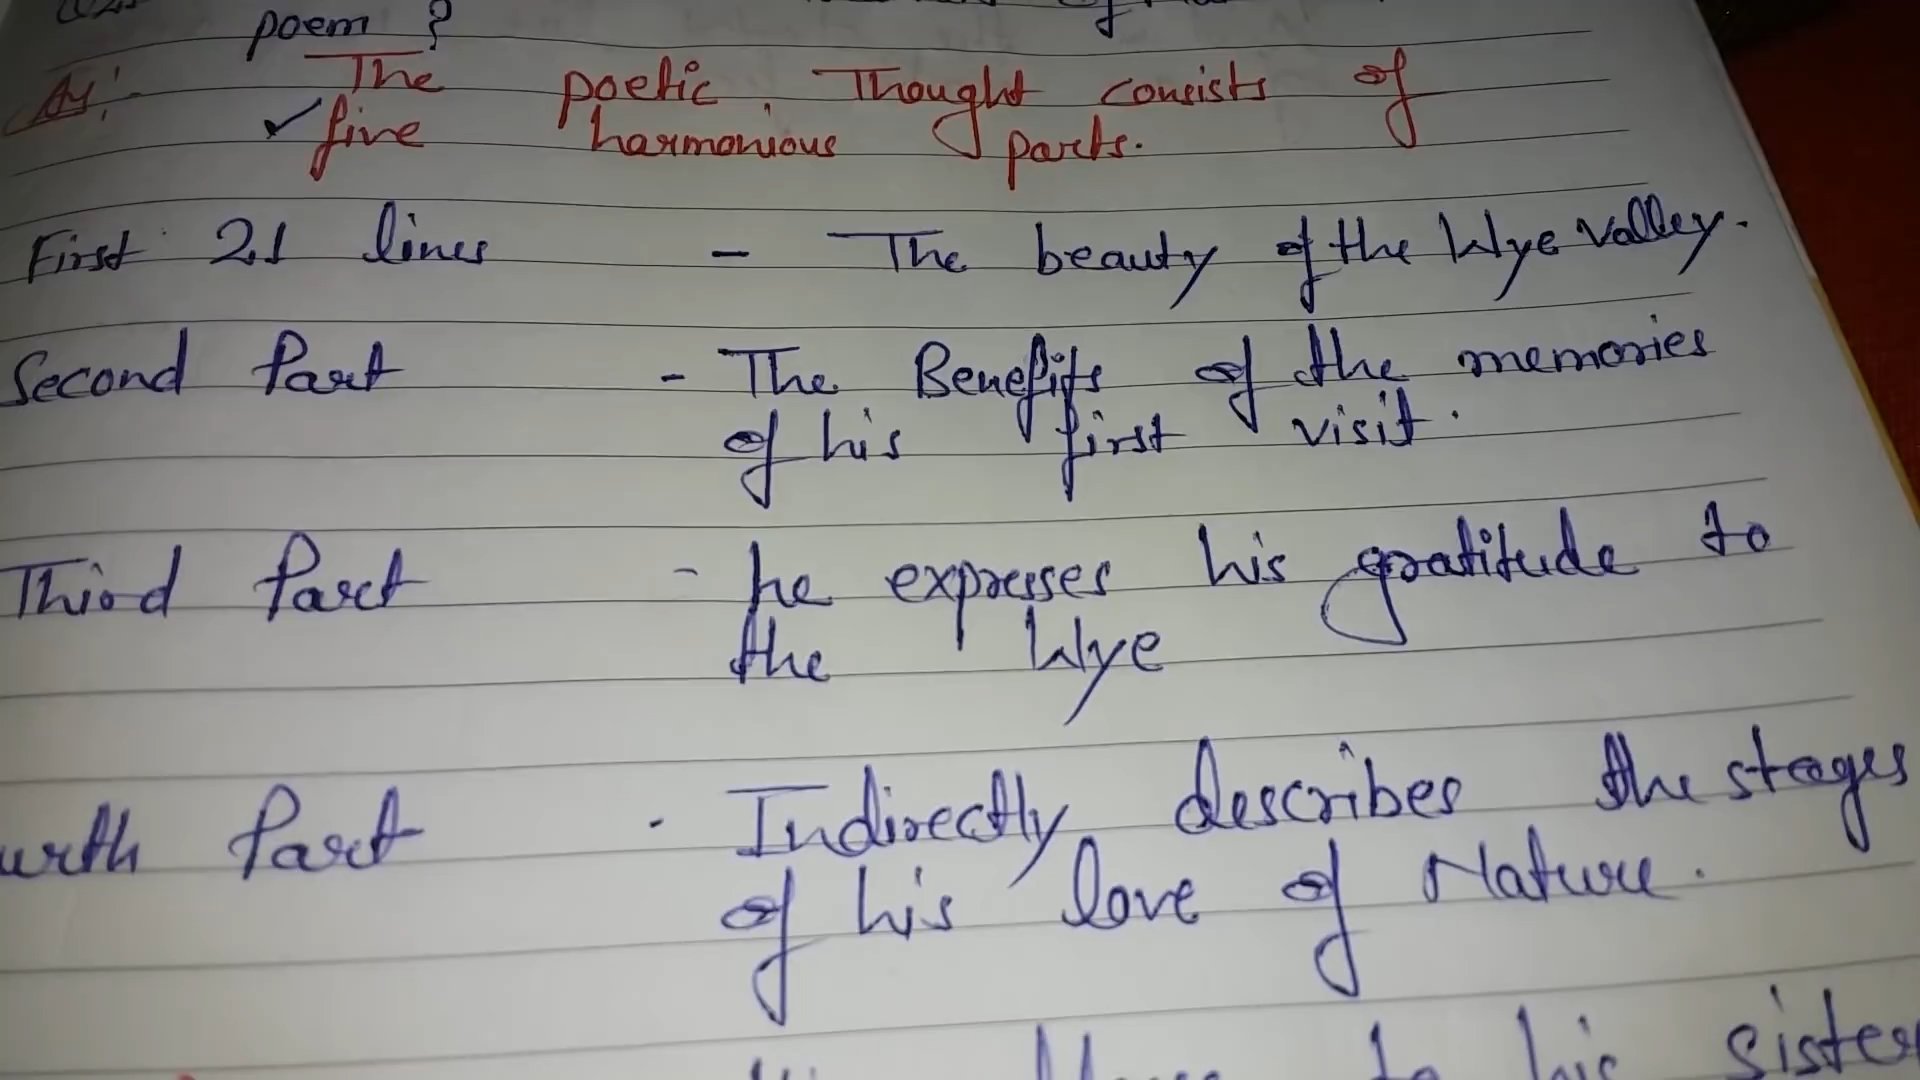 poem?
The poetic Thought consists of
five harmonious parts.
First 21 lines - The beauty of the Wye valley.
Second Part - The Benefits of the memories
of his first visit.
Third Part - he expresses his gratitude to
the Wye
urth Part - Indirectly describes the stages
of his love of Nature.
to his sister